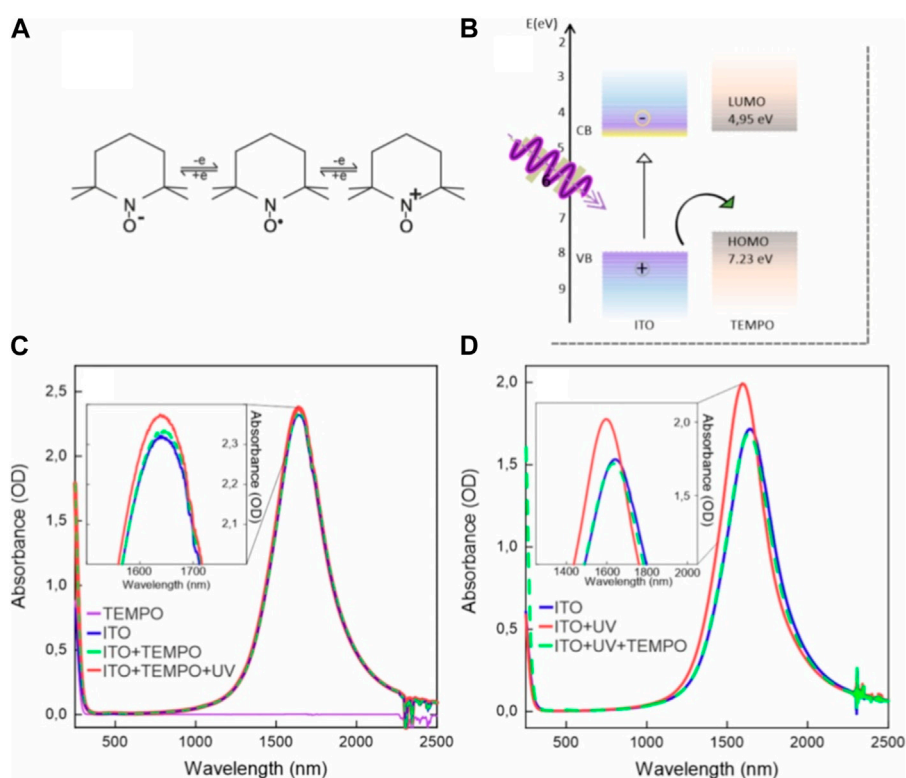 A
-e
+e
-e
+e
N
O-
N
O•
N+
O
B
E(eV)
2
3
4
5
6
7
8
9
CB
VB
-
+
LUMO
4,95 eV
HOMO
7.23 eV
ITO
TEMPO
C
2,5
2,0
1,5
1,0
0,5
0,0
Absorbance (OD)
2,3
2,2
2,1
Absorbance (OD)
1600
1700
Wavelength (nm)
TEMPO
ITO
ITO+TEMPO
ITO+TEMPO+UV
500
1000
1500
2000
2500
Wavelength (nm)
D
2,0
1,5
1,0
0,5
0,0
Absorbance (OD)
2,0
1,5
Absorbance (OD)
1400
1600
1800
2000
Wavelength (nm)
ITO
ITO+UV
ITO+UV+TEMPO
500
1000
1500
2000
2500
Wavelength (nm)